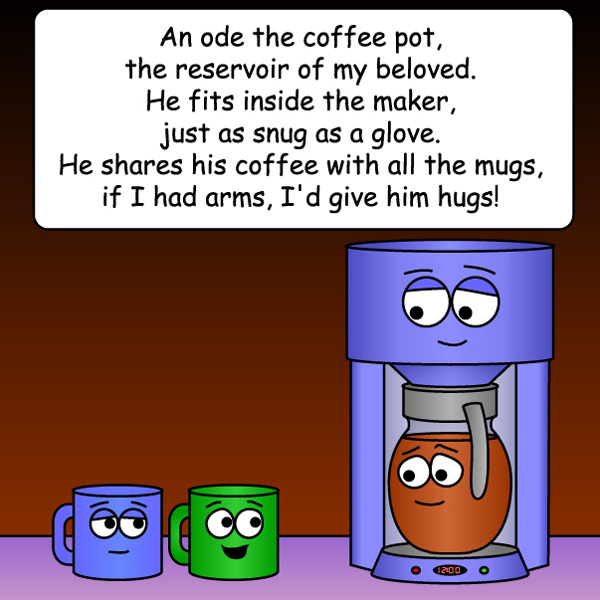 An ode the coffee pot,
the reservoir of my beloved.
He fits inside the maker,
just as snug as a glove.
He shares his coffee with all the mugs,
if I had arms, I'd give him hugs!
12:00